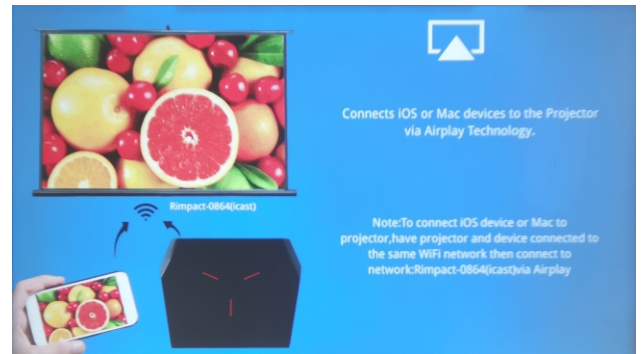 Rimpact-0864(icast)
Connects iOS or Mac devices to the Projector
via Airplay Technology.
Note:To connect iOS device or Mac to
projector,have projector and device connected to
the same WiFi network then connect to
network:Rimpact-0864(icast)via Airplay